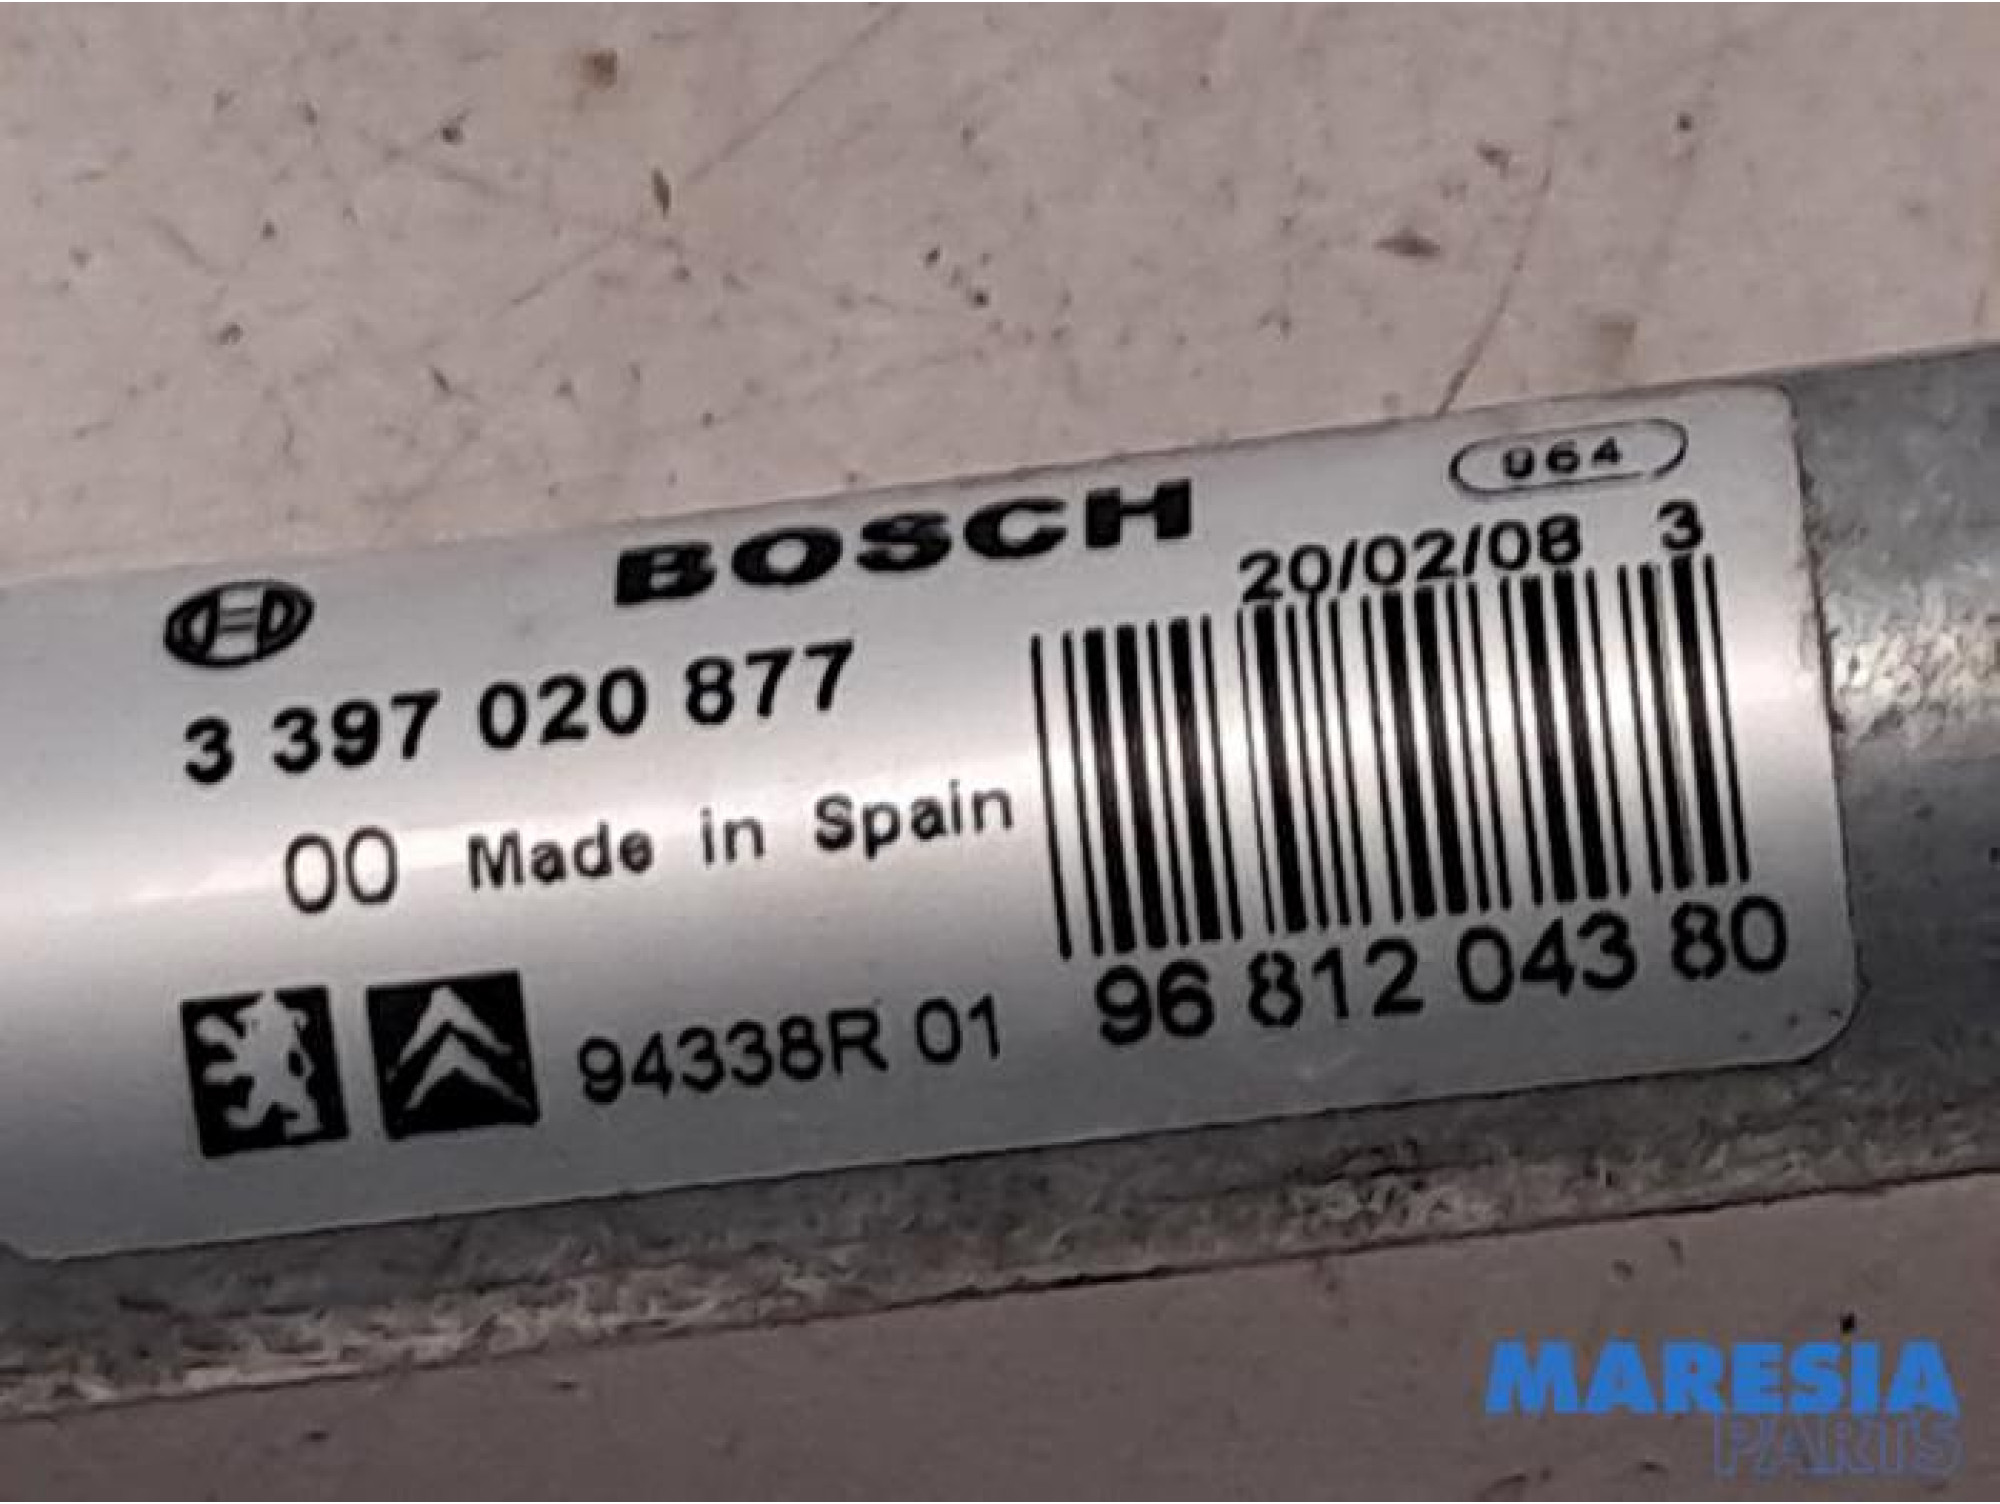 BOSCH
964
20/02/08 3
3 397 020 877
00 Made in Spain
94338R 01
96 812 043 80
MARESIA
PARTS